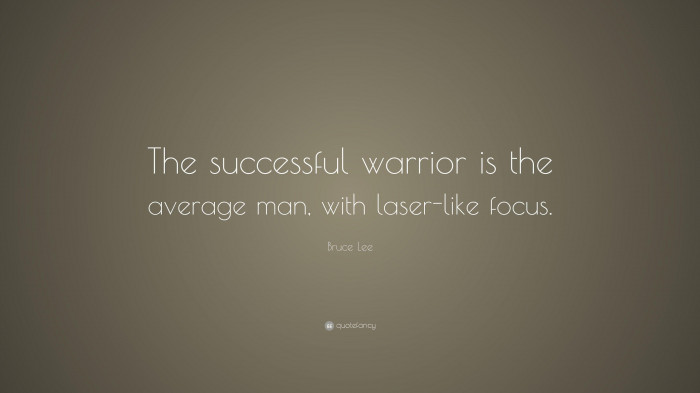 The successful warrior is the
average man, with laser-like focus.
Bruce Lee
quotefancy